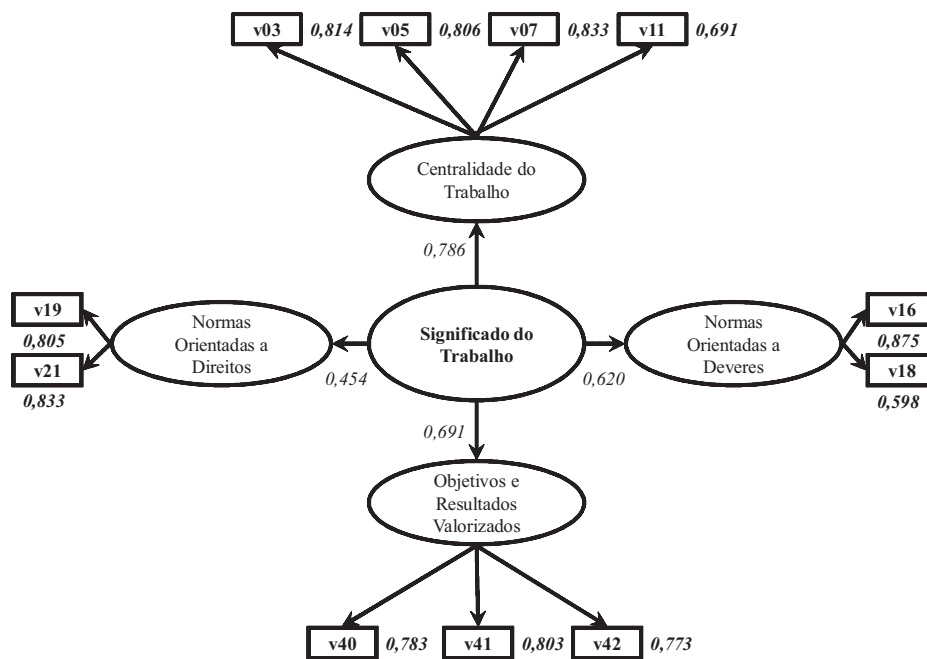 v03 0,814 v05 0,806 v07 0,833 v11 0,691
Centralidade do
Trabalho
0,786
v19
0,805
v21
0,833
Normas
Orientadas a
Direitos
0,454
Significado do
Trabalho
0,620
Normas
Orientadas a
Deveres
v16
0,875
v18
0,598
0,691
Objetivos e
Resultados
Valorizados
v40 0,783 v41 0,803 v42 0,773